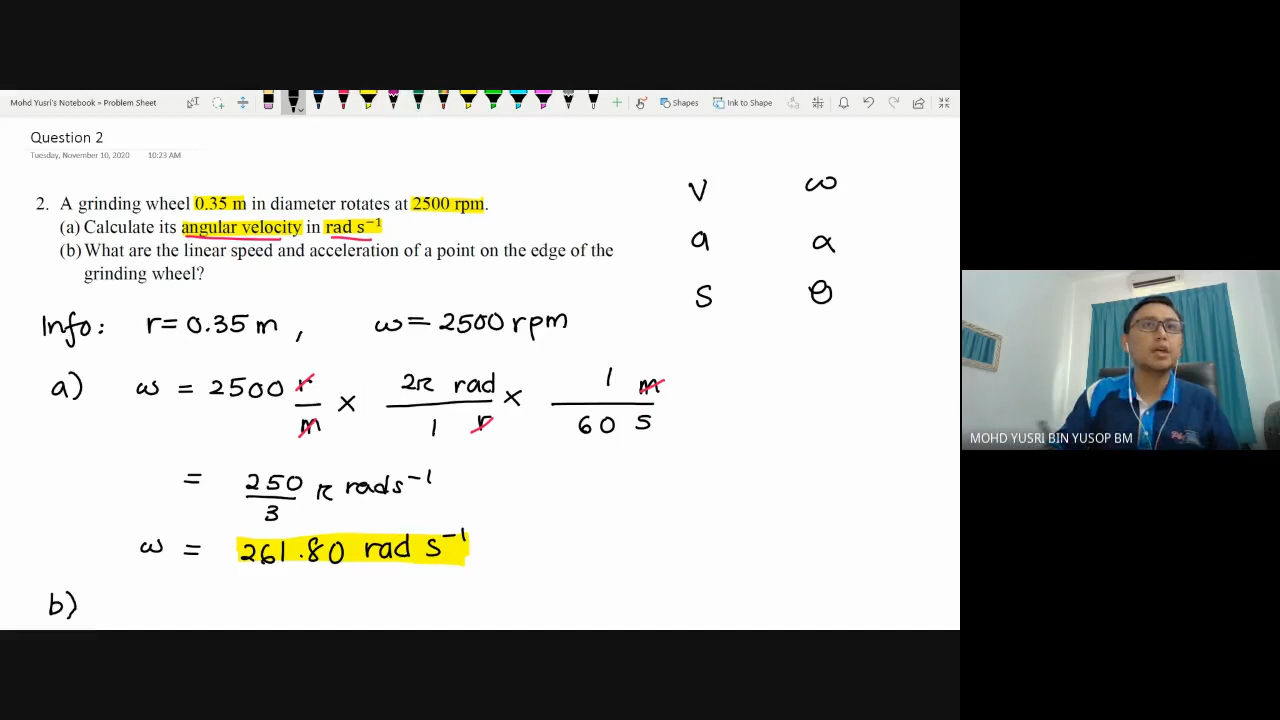 Mohd Yusri's Notebook » Problem Sheet
Shapes
Ink to Shape
Question 2
Tuesday, November 10, 2020 10:23 AM
2. A grinding wheel 0.35 m in diameter rotates at 2500 rpm.
(a) Calculate its angular velocity in rad s⁻¹
(b) What are the linear speed and acceleration of a point on the edge of the
grinding wheel?
v ω
a α
s θ
Info: r = 0.35 m , ω = 2500 rpm
a) ω = 2500 r/m × 2π rad/1 r × 1 m/60 s
= 250/3 π rad s⁻¹
ω = 261.80 rad s⁻¹
b)
MOHD YUSRI BIN YUSOP BM